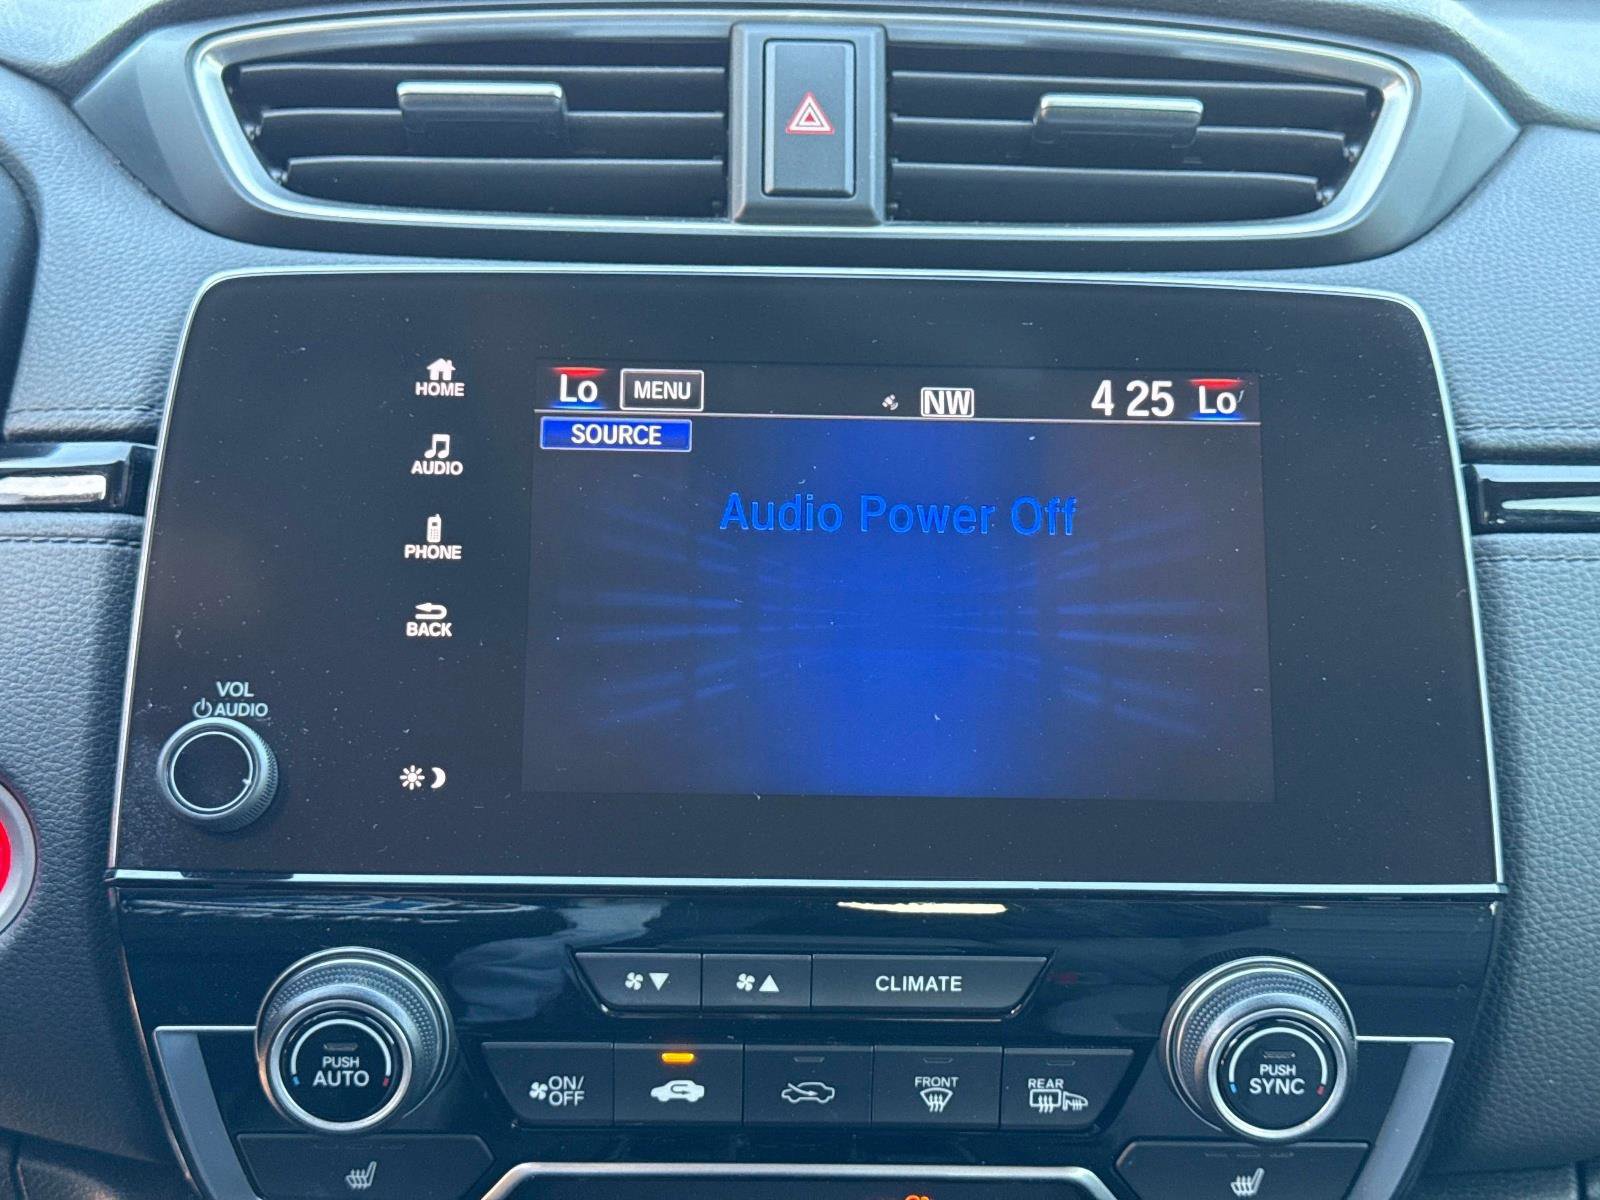 Lo MENU NW 4 25 Lo
SOURCE
Audio Power Off
HOME
AUDIO
PHONE
BACK
VOL
AUDIO
CLIMATE
PUSH
AUTO
ON/
OFF
FRONT
REAR
PUSH
SYNC